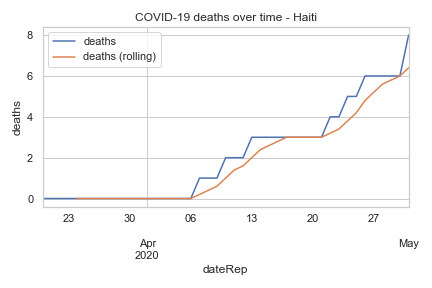 COVID-19 deaths over time - Haiti
deaths
deaths (rolling)
deaths
8
6
4
2
0
23 30 06 13 20 27
Apr May
2020
dateRep